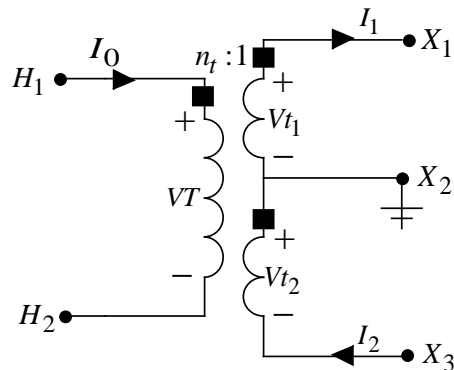 I₁
X₁
I₀
nₜ:1
H₁
+
+
Vt₁
−
VT
X₂
+
−
Vt₂
H₂
−
I₂
X₃